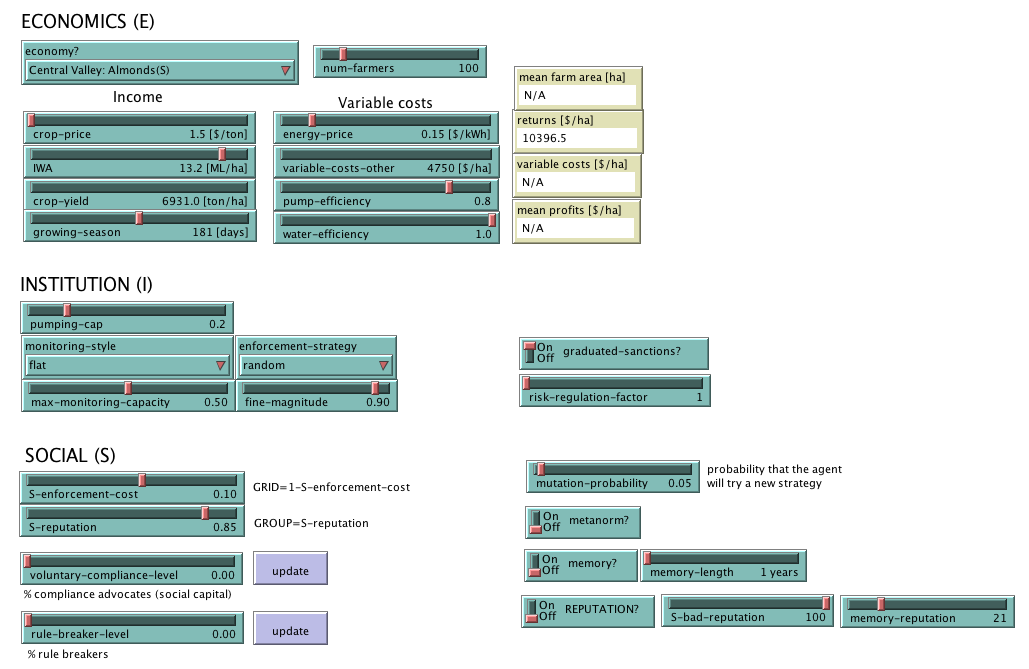 ECONOMICS (E)
economy?
Central Valley: Almonds(S)
num-farmers 100
Income
Variable costs
crop-price 1.5 [$/ton]
IWA 13.2 [ML/ha]
crop-yield 6931.0 [ton/ha]
growing-season 181 [days]
energy-price 0.15 [$/kWh]
variable-costs-other 4750 [$/ha]
pump-efficiency 0.8
water-efficiency 1.0
mean farm area [ha]
N/A
returns [$/ha]
10396.5
variable costs [$/ha]
N/A
mean profits [$/ha]
N/A
INSTITUTION (I)
pumping-cap 0.2
monitoring-style
flat
enforcement-strategy
random
max-monitoring-capacity 0.50
fine-magnitude 0.90
On
Off
graduated-sanctions?
risk-regulation-factor 1
SOCIAL (S)
S-enforcement-cost 0.10
GRID=1-S-enforcement-cost
S-reputation 0.85
GROUP=S-reputation
voluntary-compliance-level 0.00
update
% compliance advocates (social capital)
rule-breaker-level 0.00
update
% rule breakers
mutation-probability 0.05
probability that the agent
will try a new strategy
On
Off
metanorm?
On
Off
memory?
memory-length 1 years
On
Off
REPUTATION?
S-bad-reputation 100
memory-reputation 21